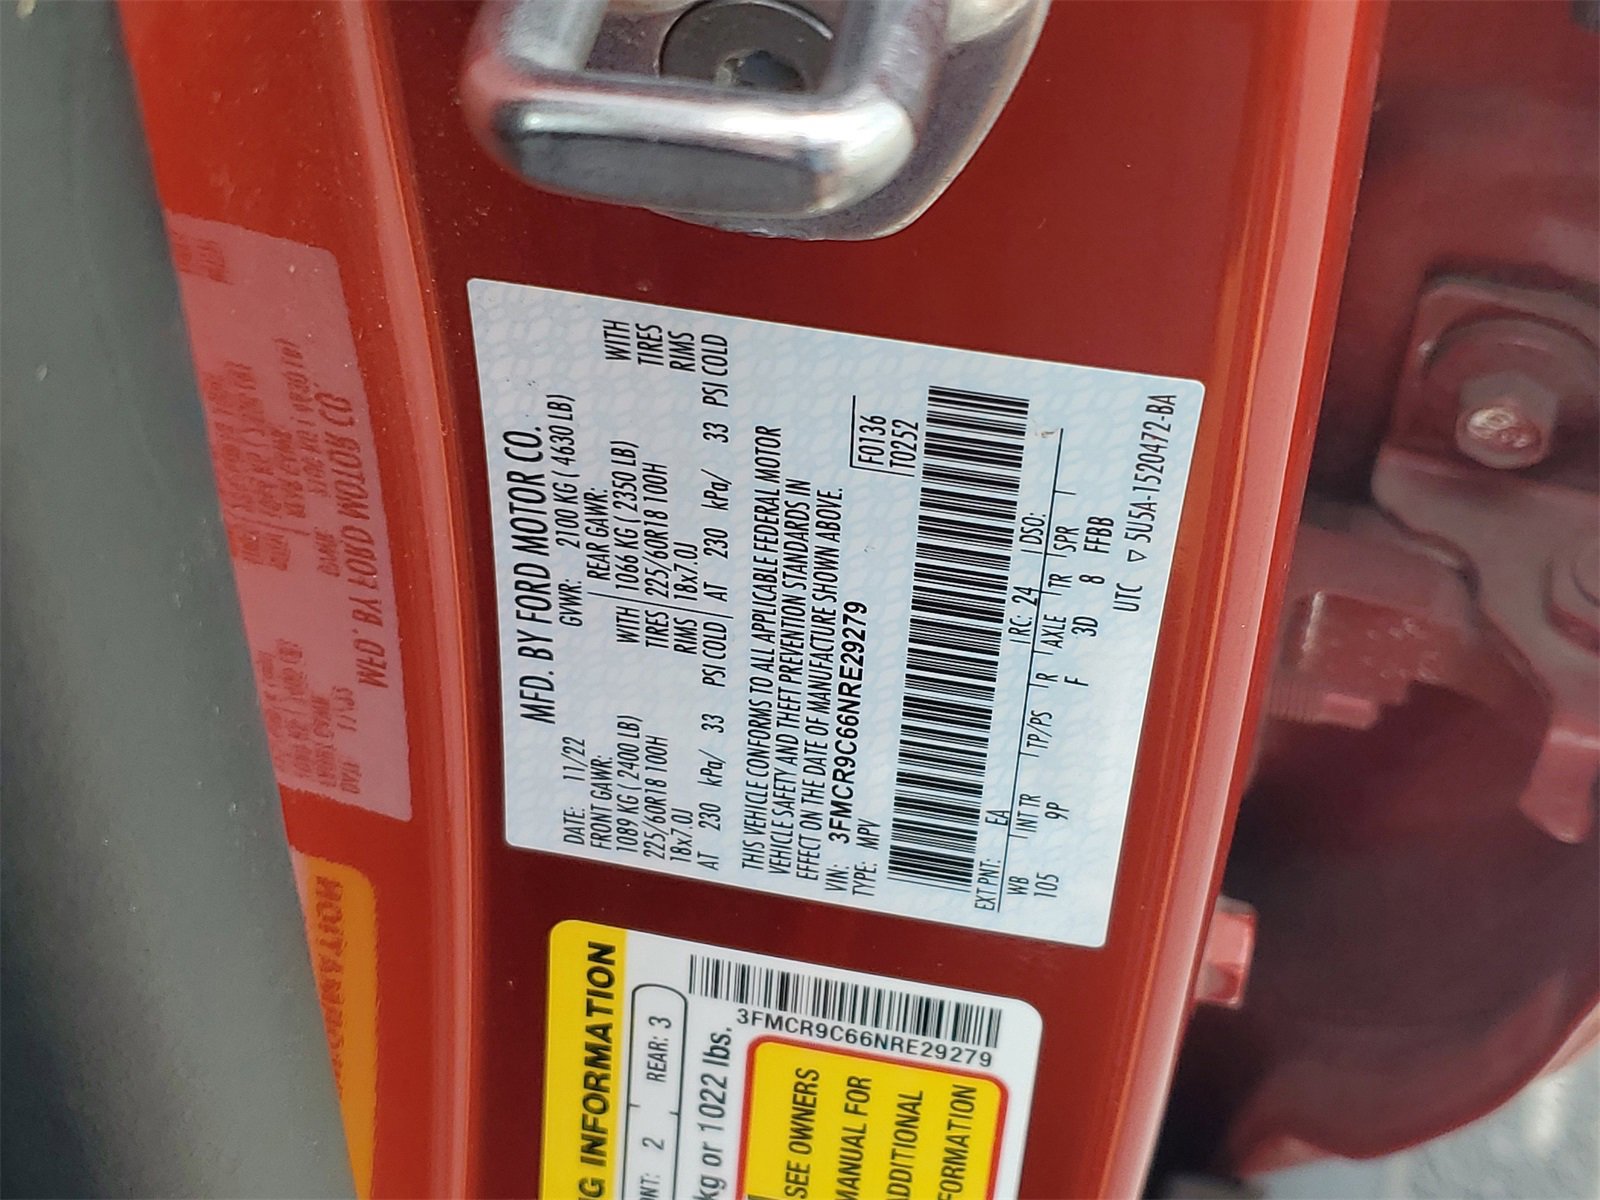 MFD. BY FORD MOTOR CO.
DATE: 11/22 GVWR: 2100 KG ( 4630 LB)
FRONT GAWR: REAR GAWR:
1089 KG ( 2400 LB) WITH 1066 KG ( 2350 LB) WITH
225/60R18 100H TIRES 225/60R18 100H TIRES
18x7.0J RIMS 18x7.0J RIMS
AT 230 kPa/ 33 PSI COLD AT 230 kPa/ 33 PSI COLD
THIS VEHICLE CONFORMS TO ALL APPLICABLE FEDERAL MOTOR
VEHICLE SAFETY AND THEFT PREVENTION STANDARDS IN
EFFECT ON THE DATE OF MANUFACTURE SHOWN ABOVE.
VIN: 3FMCR9C66NRE29279
TYPE: MPV
F0136
T0252
EXT PNT: EA RC: 24 DSO:
WB INT TR TP/PS R AXLE TR SPR
105 9P F 3D 8 FFBB
UTC ▽ 5U5A-1520472-BA
G INFORMATION
NT: 2 REAR: 3
kg or 1022 lbs.
3FMCR9C66NRE29279
SEE OWNERS
MANUAL FOR
ADDITIONAL
FORMATION